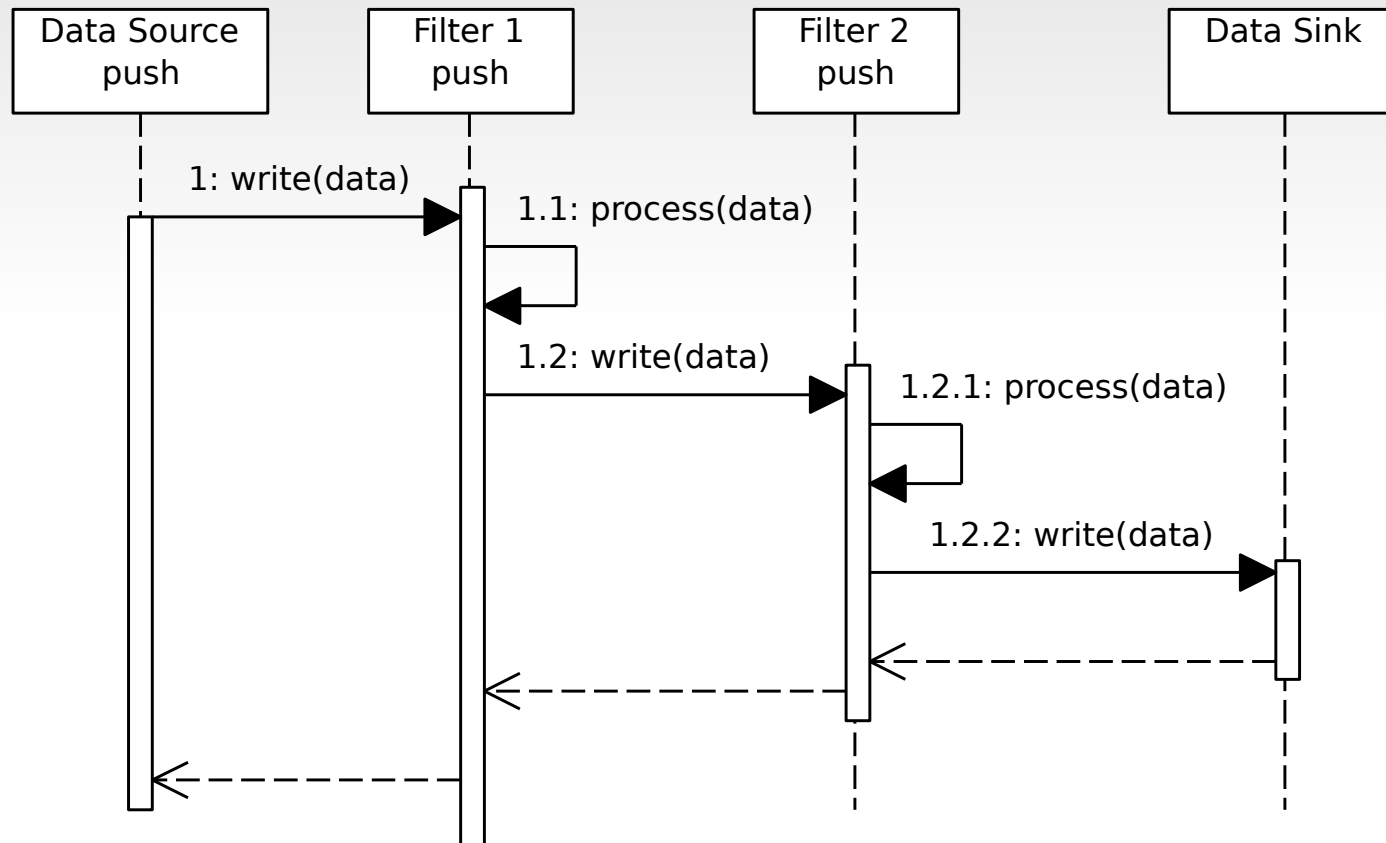 Data Source
push
Filter 1
push
Filter 2
push
Data Sink
1: write(data)
1.1: process(data)
1.2: write(data)
1.2.1: process(data)
1.2.2: write(data)